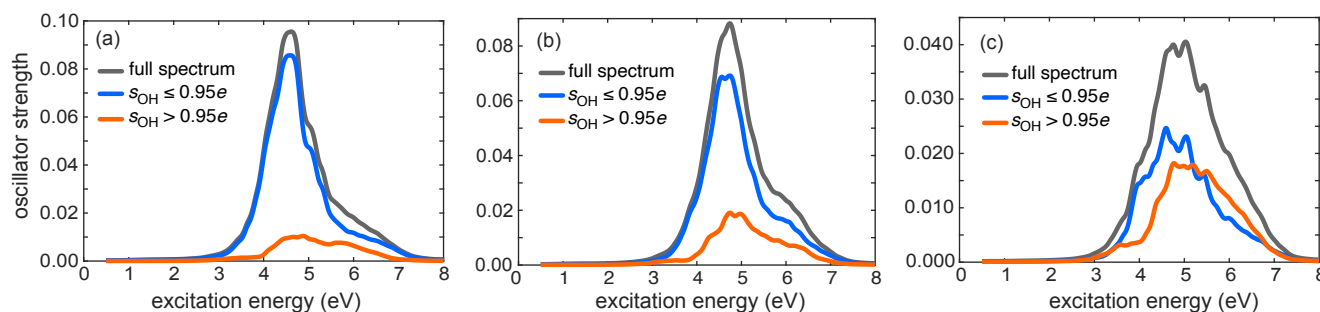 (a)
full spectrum
sOH ≤ 0.95e
sOH > 0.95e
oscillator strength
0.10
0.08
0.06
0.04
0.02
0.00
0 1 2 3 4 5 6 7 8
excitation energy (eV)
(b)
full spectrum
sOH ≤ 0.95e
sOH > 0.95e
0.08
0.06
0.04
0.02
0.00
0 1 2 3 4 5 6 7 8
excitation energy (eV)
(c)
full spectrum
sOH ≤ 0.95e
sOH > 0.95e
0.040
0.030
0.020
0.010
0.000
0 1 2 3 4 5 6 7 8
excitation energy (eV)